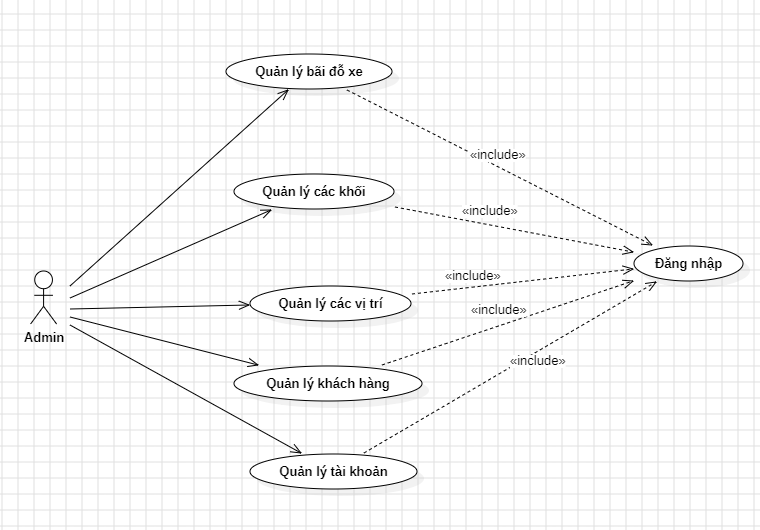 Quản lý bãi đỗ xe
«include»
Quản lý các khối
«include»
Đăng nhập
«include»
Quản lý các vị trí
«include»
Admin
«include»
Quản lý khách hàng
Quản lý tài khoản